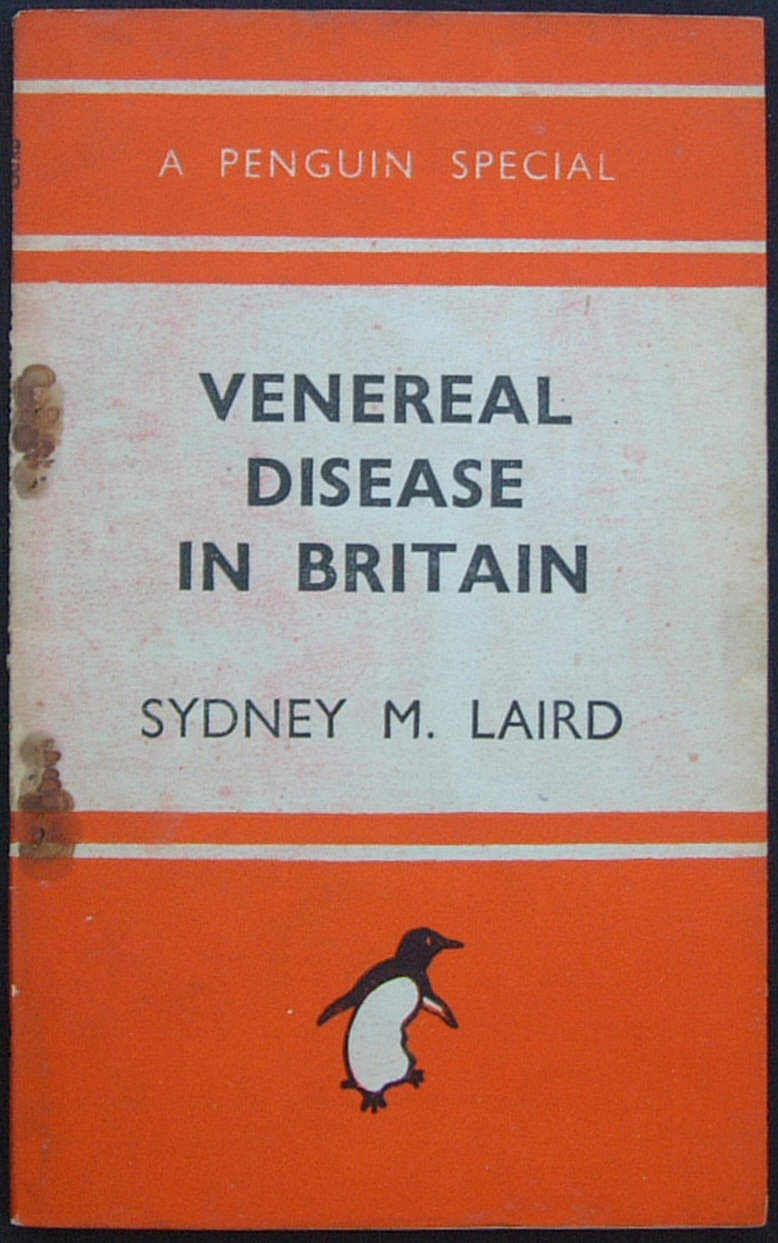 A PENGUIN SPECIAL
VENEREAL
DISEASE
IN BRITAIN
SYDNEY M. LAIRD